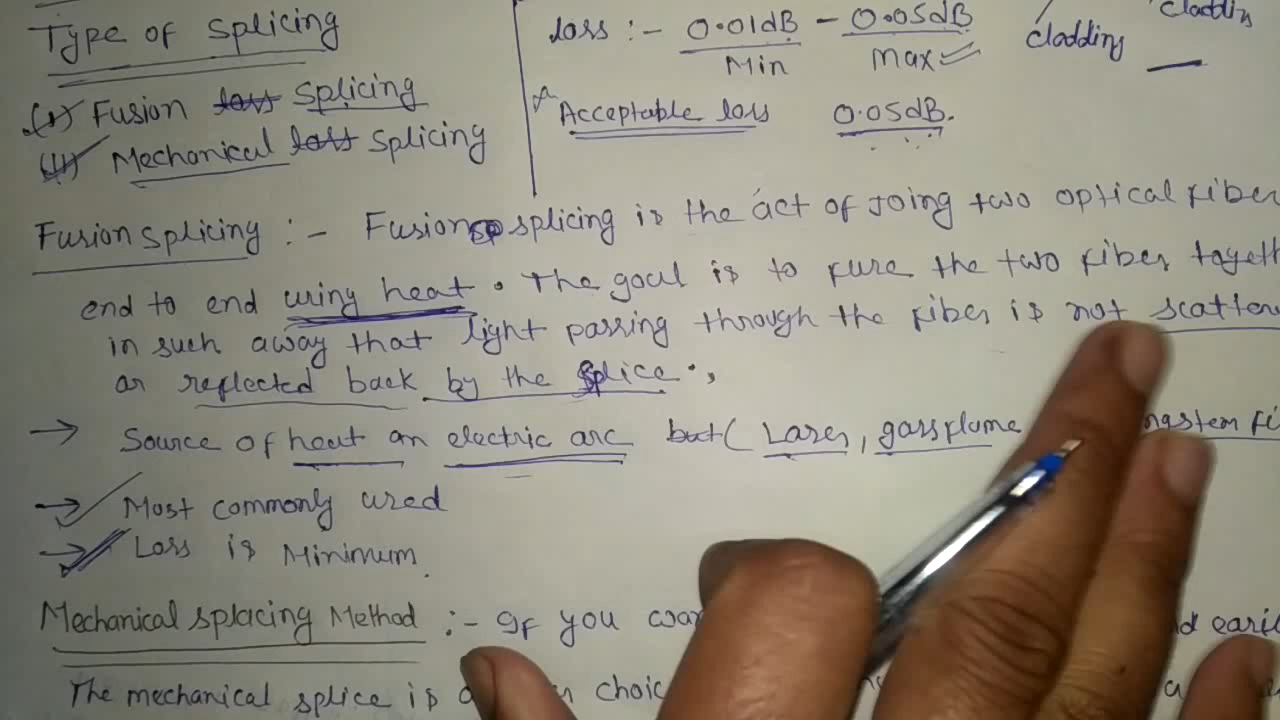 Type of Splicing
(I) Fusion loss Splicing
(II) Mechanical loss Splicing
loss :- 0.01dB - 0.05dB
Min Max
cladding
Acceptable loss 0.05dB.
Fusion Splicing :- Fusion sp splicing is the act of Joing two optical Fiber
end to end using heat. The goal is to fuse the two fiber
in such away that light passing through the fiber is not
or reflected back by the Splice.
→ Source of heat an electric arc but ( Laser, gassflume
→ Most commonly used
→ Loss is Minimum.
Mechanical splacing Method :- If you
The mechanical splice is